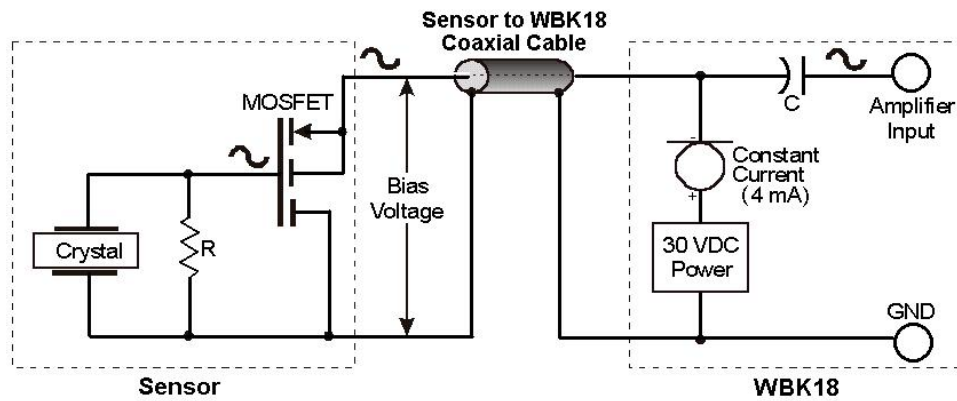 Sensor to WBK18
Coaxial Cable
MOSFET
C
Amplifier
Input
-
Constant
Current
(4 mA)
+
Bias
Voltage
Crystal
R
30 VDC
Power
GND
Sensor
WBK18